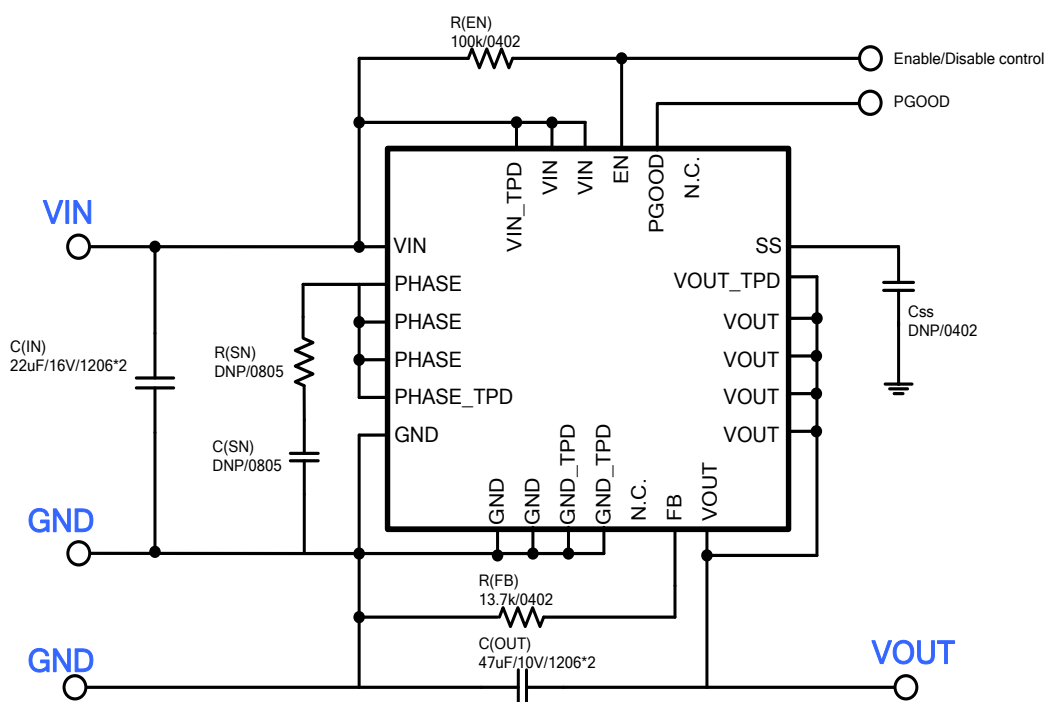 R(EN)
100k/0402
Enable/Disable control
PGOOD
VIN_TPD
VIN
VIN
EN
PGOOD
N.C.
VIN
VIN
SS
PHASE
VOUT_TPD
PHASE
VOUT
Css
DNP/0402
C(IN)
22uF/16V/1206*2
R(SN)
DNP/0805
PHASE
VOUT
PHASE_TPD
VOUT
GND
VOUT
C(SN)
DNP/0805
GND
GND
GND_TPD
GND_TPD
N.C.
FB
VOUT
GND
R(FB)
13.7k/0402
C(OUT)
47uF/10V/1206*2
GND
VOUT